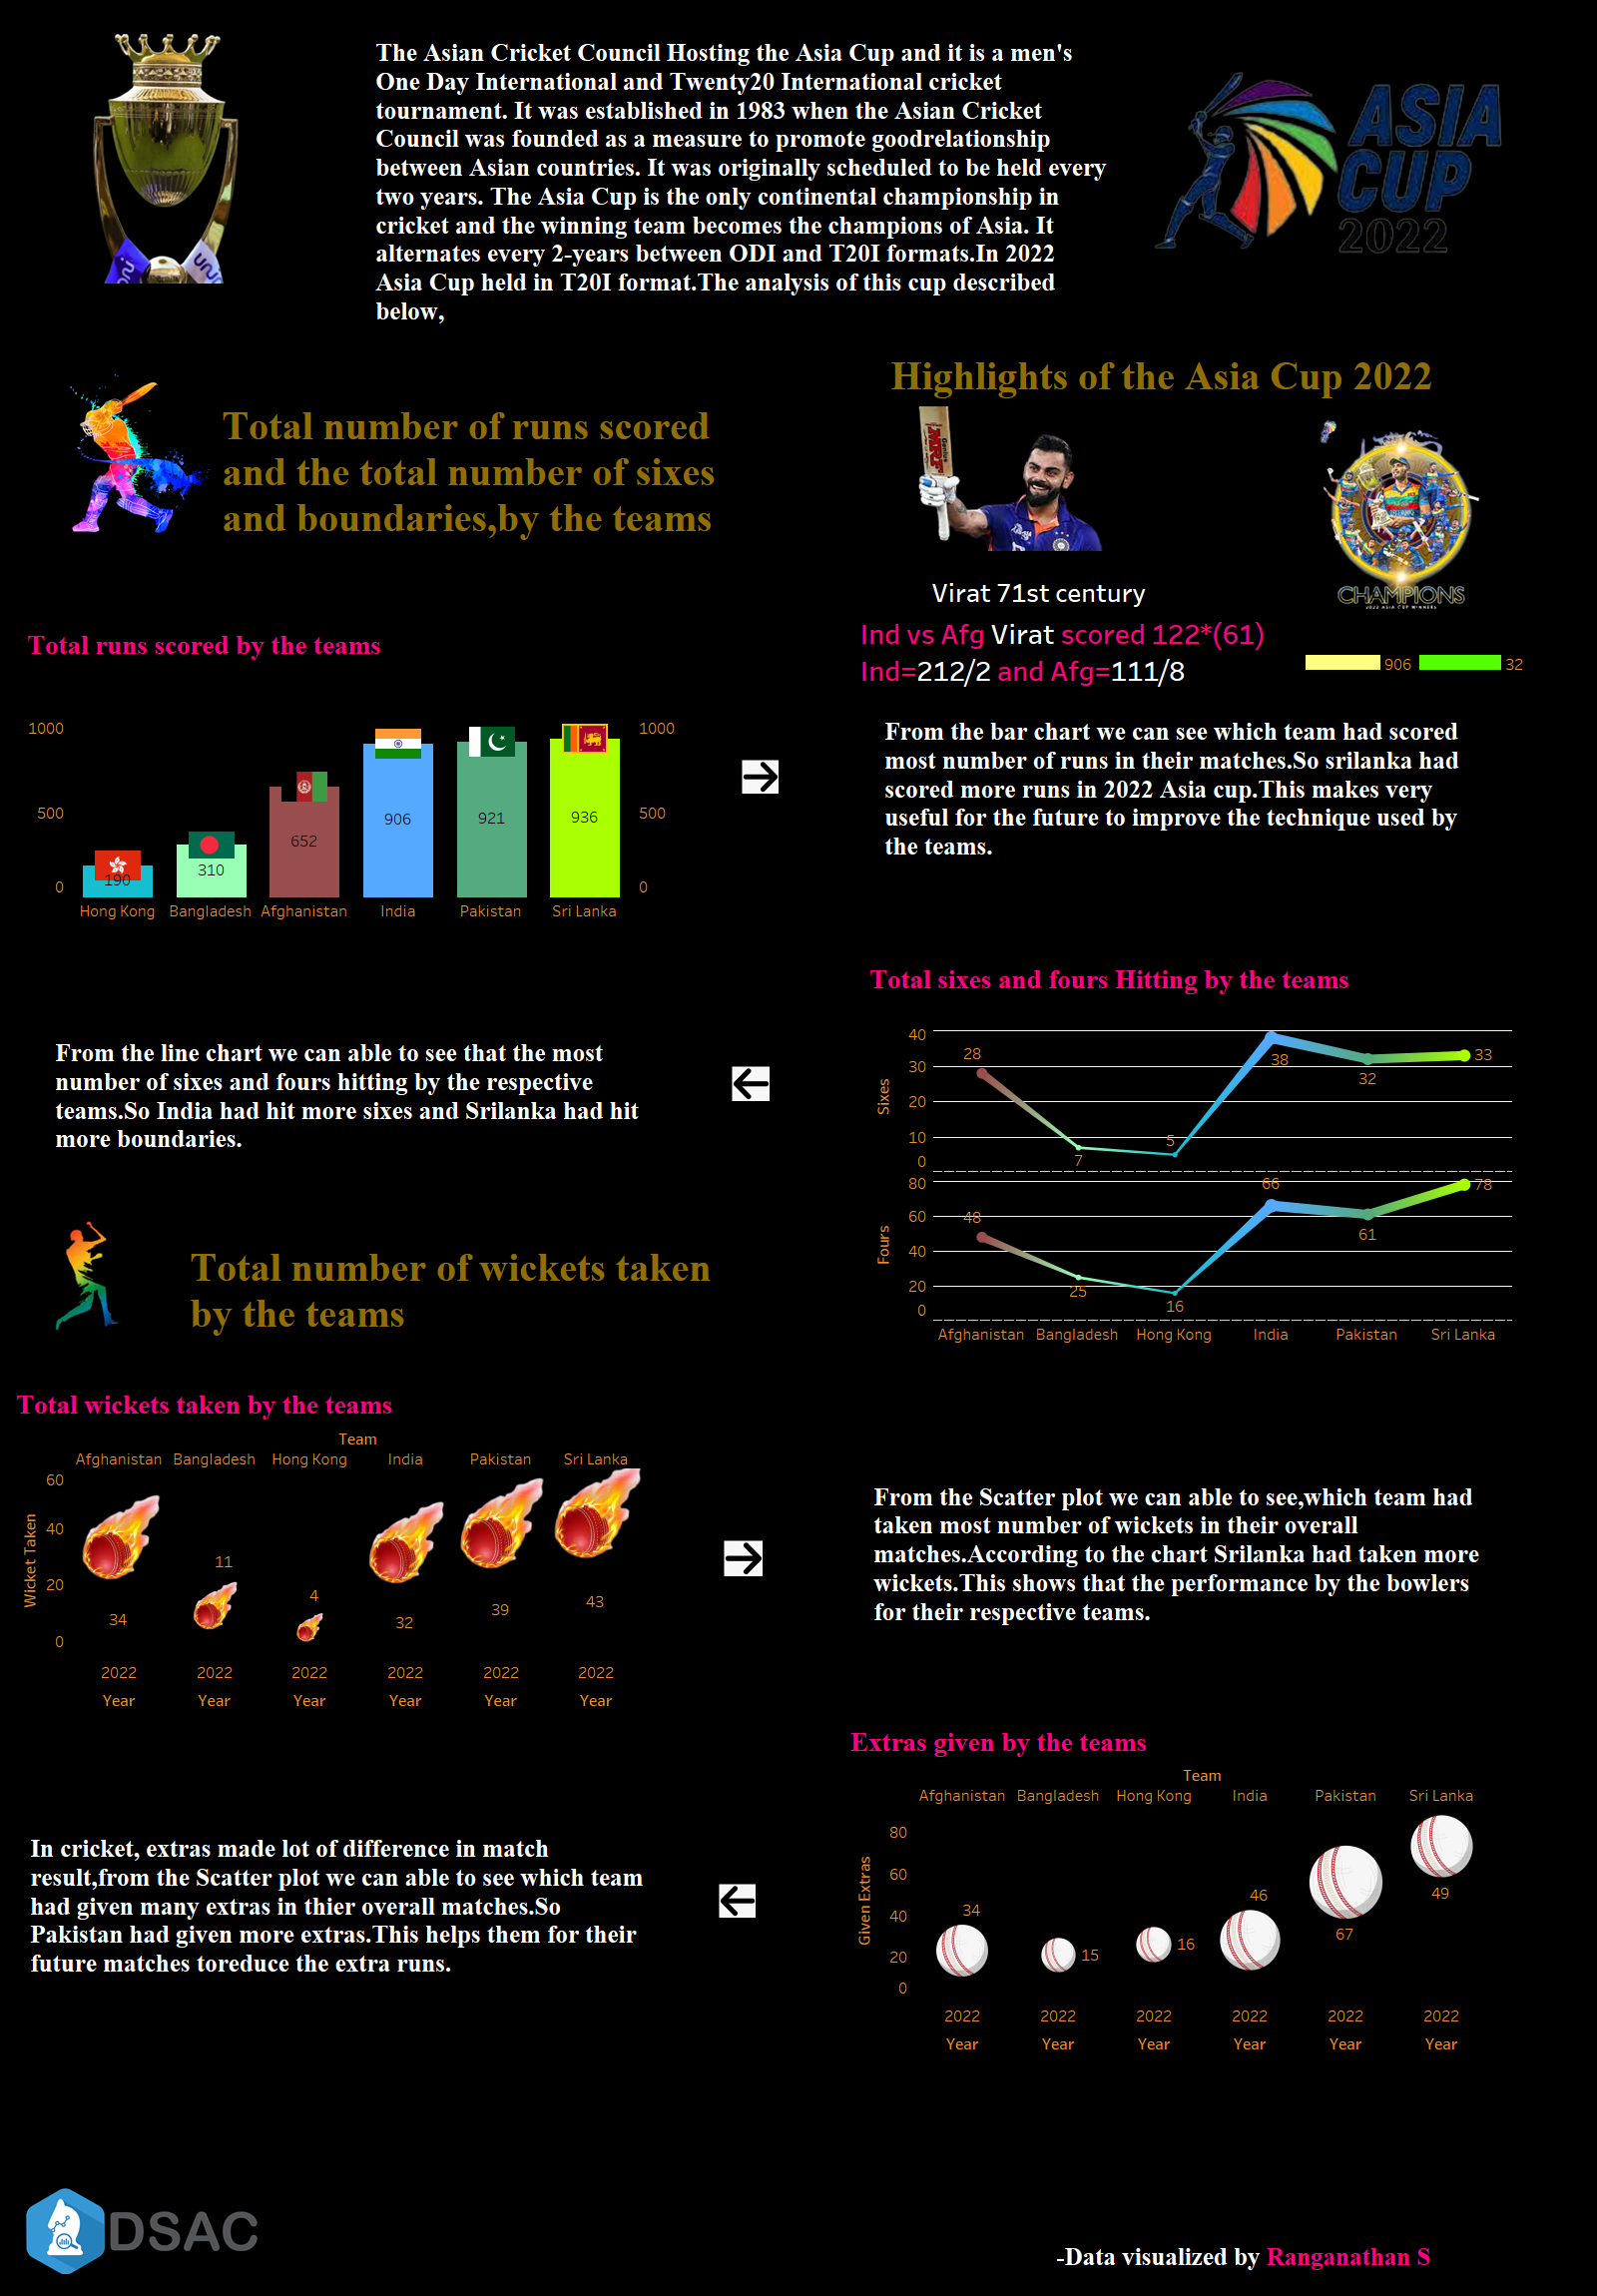 The Asian Cricket Council Hosting the Asia Cup and it is a men's
One Day International and Twenty20 International cricket
tournament. It was established in 1983 when the Asian Cricket
Council was founded as a measure to promote goodrelationship
between Asian countries. It was originally scheduled to be held every
two years. The Asia Cup is the only continental championship in
cricket and the winning team becomes the champions of Asia. It
alternates every 2-years between ODI and T20I formats.In 2022
Asia Cup held in T20I format.The analysis of this cup described
below,
ASIA
CUP
2022
Total number of runs scored
and the total number of sixes
and boundaries,by the teams
Highlights of the Asia Cup 2022
MRF
CHAMPIONS
2022 ASIA CUP WINNERS
Virat 71st century
Ind vs Afg Virat scored 122*(61)
Ind=212/2 and Afg=111/8
906 32
Total runs scored by the teams
1000 1000
500 500
0 0
190 310 652 906 921 936
Hong Kong Bangladesh Afghanistan India Pakistan Sri Lanka
From the bar chart we can see which team had scored
most number of runs in their matches.So srilanka had
scored more runs in 2022 Asia cup.This makes very
useful for the future to improve the technique used by
the teams.
Total sixes and fours Hitting by the teams
Sixes
40
30
20
10
0
28 7 5 38 32 33
Fours
80
60
40
20
0
48 25 16 66 61 78
Afghanistan Bangladesh Hong Kong India Pakistan Sri Lanka
From the line chart we can able to see that the most
number of sixes and fours hitting by the respective
teams.So India had hit more sixes and Srilanka had hit
more boundaries.
Total number of wickets taken
by the teams
Total wickets taken by the teams
Team
Afghanistan Bangladesh Hong Kong India Pakistan Sri Lanka
Wicket Taken
60
40
20
0
34 11 4 32 39 43
2022 2022 2022 2022 2022 2022
Year Year Year Year Year Year
From the Scatter plot we can able to see,which team had
taken most number of wickets in their overall
matches.According to the chart Srilanka had taken more
wickets.This shows that the performance by the bowlers
for their respective teams.
Extras given by the teams
Team
Afghanistan Bangladesh Hong Kong India Pakistan Sri Lanka
Given Extras
80
60
40
20
0
34 15 16 46 67 49
2022 2022 2022 2022 2022 2022
Year Year Year Year Year Year
In cricket, extras made lot of difference in match
result,from the Scatter plot we can able to see which team
had given many extras in thier overall matches.So
Pakistan had given more extras.This helps them for their
future matches toreduce the extra runs.
DSAC
-Data visualized by Ranganathan S